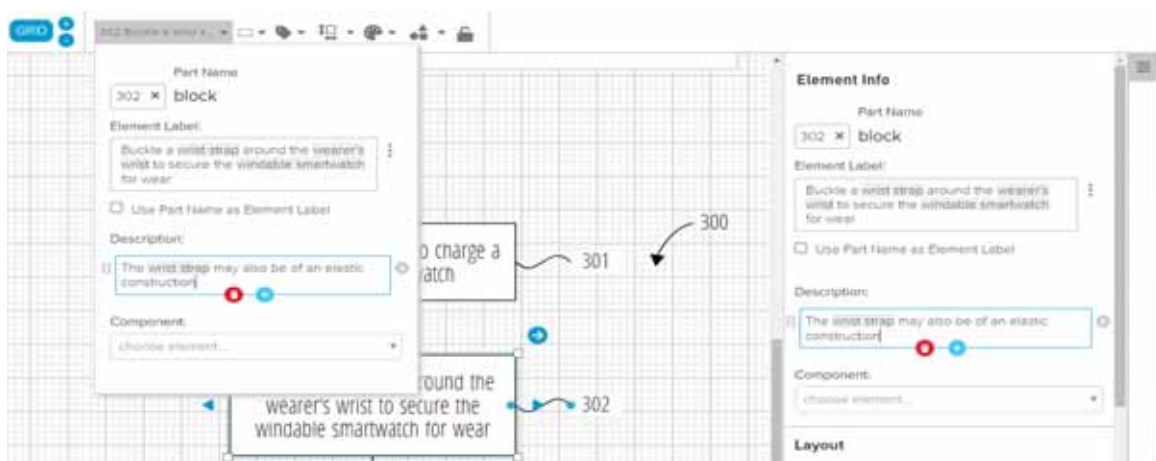 GRID
302 Buckle a wrist s...
Part Name
302 × block
Element Label:
Buckle a wrist strap around the wearer's
wrist to secure the windable smartwatch
for wear
Use Part Name as Element Label
Description:
The wrist strap may also be of an elastic
construction
Component:
choose element...
o charge a
atch
301
300
ound the
wearer's wrist to secure the
windable smartwatch for wear
302
Element Info
Part Name
302 × block
Element Label:
Buckle a wrist strap around the wearer's
wrist to secure the windable smartwatch
for wear
Use Part Name as Element Label
Description:
The wrist strap may also be of an elastic
construction
Component:
choose element...
Layout